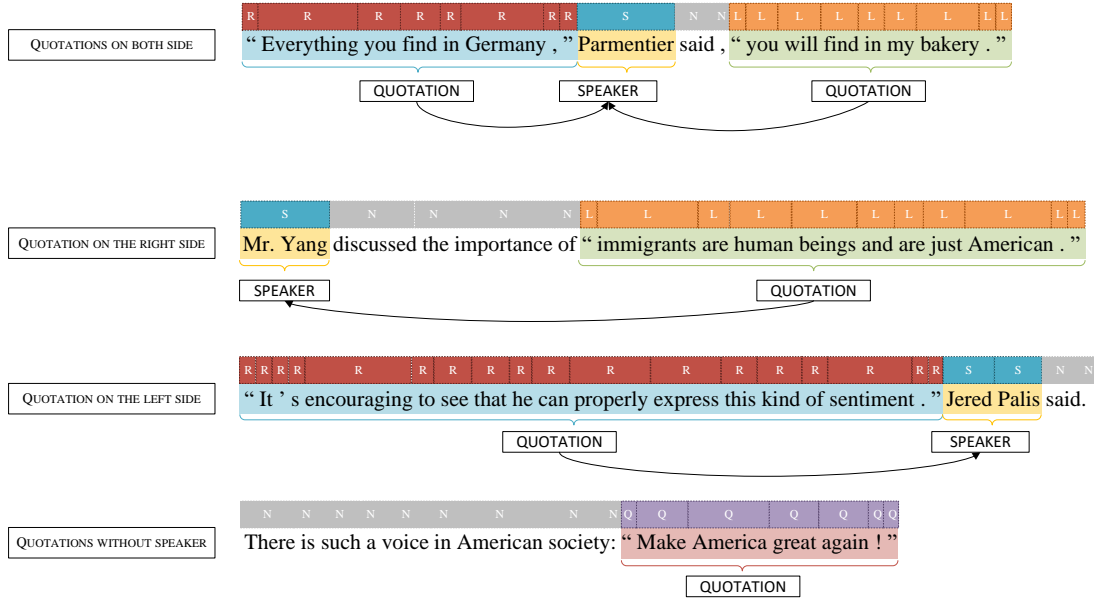 R R R R R R R R S N N L L L L L L L L L
QUOTATIONS ON BOTH SIDE
“ Everything you find in Germany , ” Parmentier said , “ you will find in my bakery . ”
QUOTATION SPEAKER QUOTATION
S N N N N L L L L L L L L L L L
QUOTATION ON THE RIGHT SIDE
Mr. Yang discussed the importance of “ immigrants are human beings and are just American . ”
SPEAKER QUOTATION
R R R R R R R R R R R R R R R R R R S S N N
QUOTATION ON THE LEFT SIDE
“ It ’ s encouraging to see that he can properly express this kind of sentiment . ” Jered Palis said.
QUOTATION SPEAKER
N N N N N N N N N Q Q Q Q Q Q Q
QUOTATIONS WITHOUT SPEAKER
There is such a voice in American society: “ Make America great again ! ”
QUOTATION